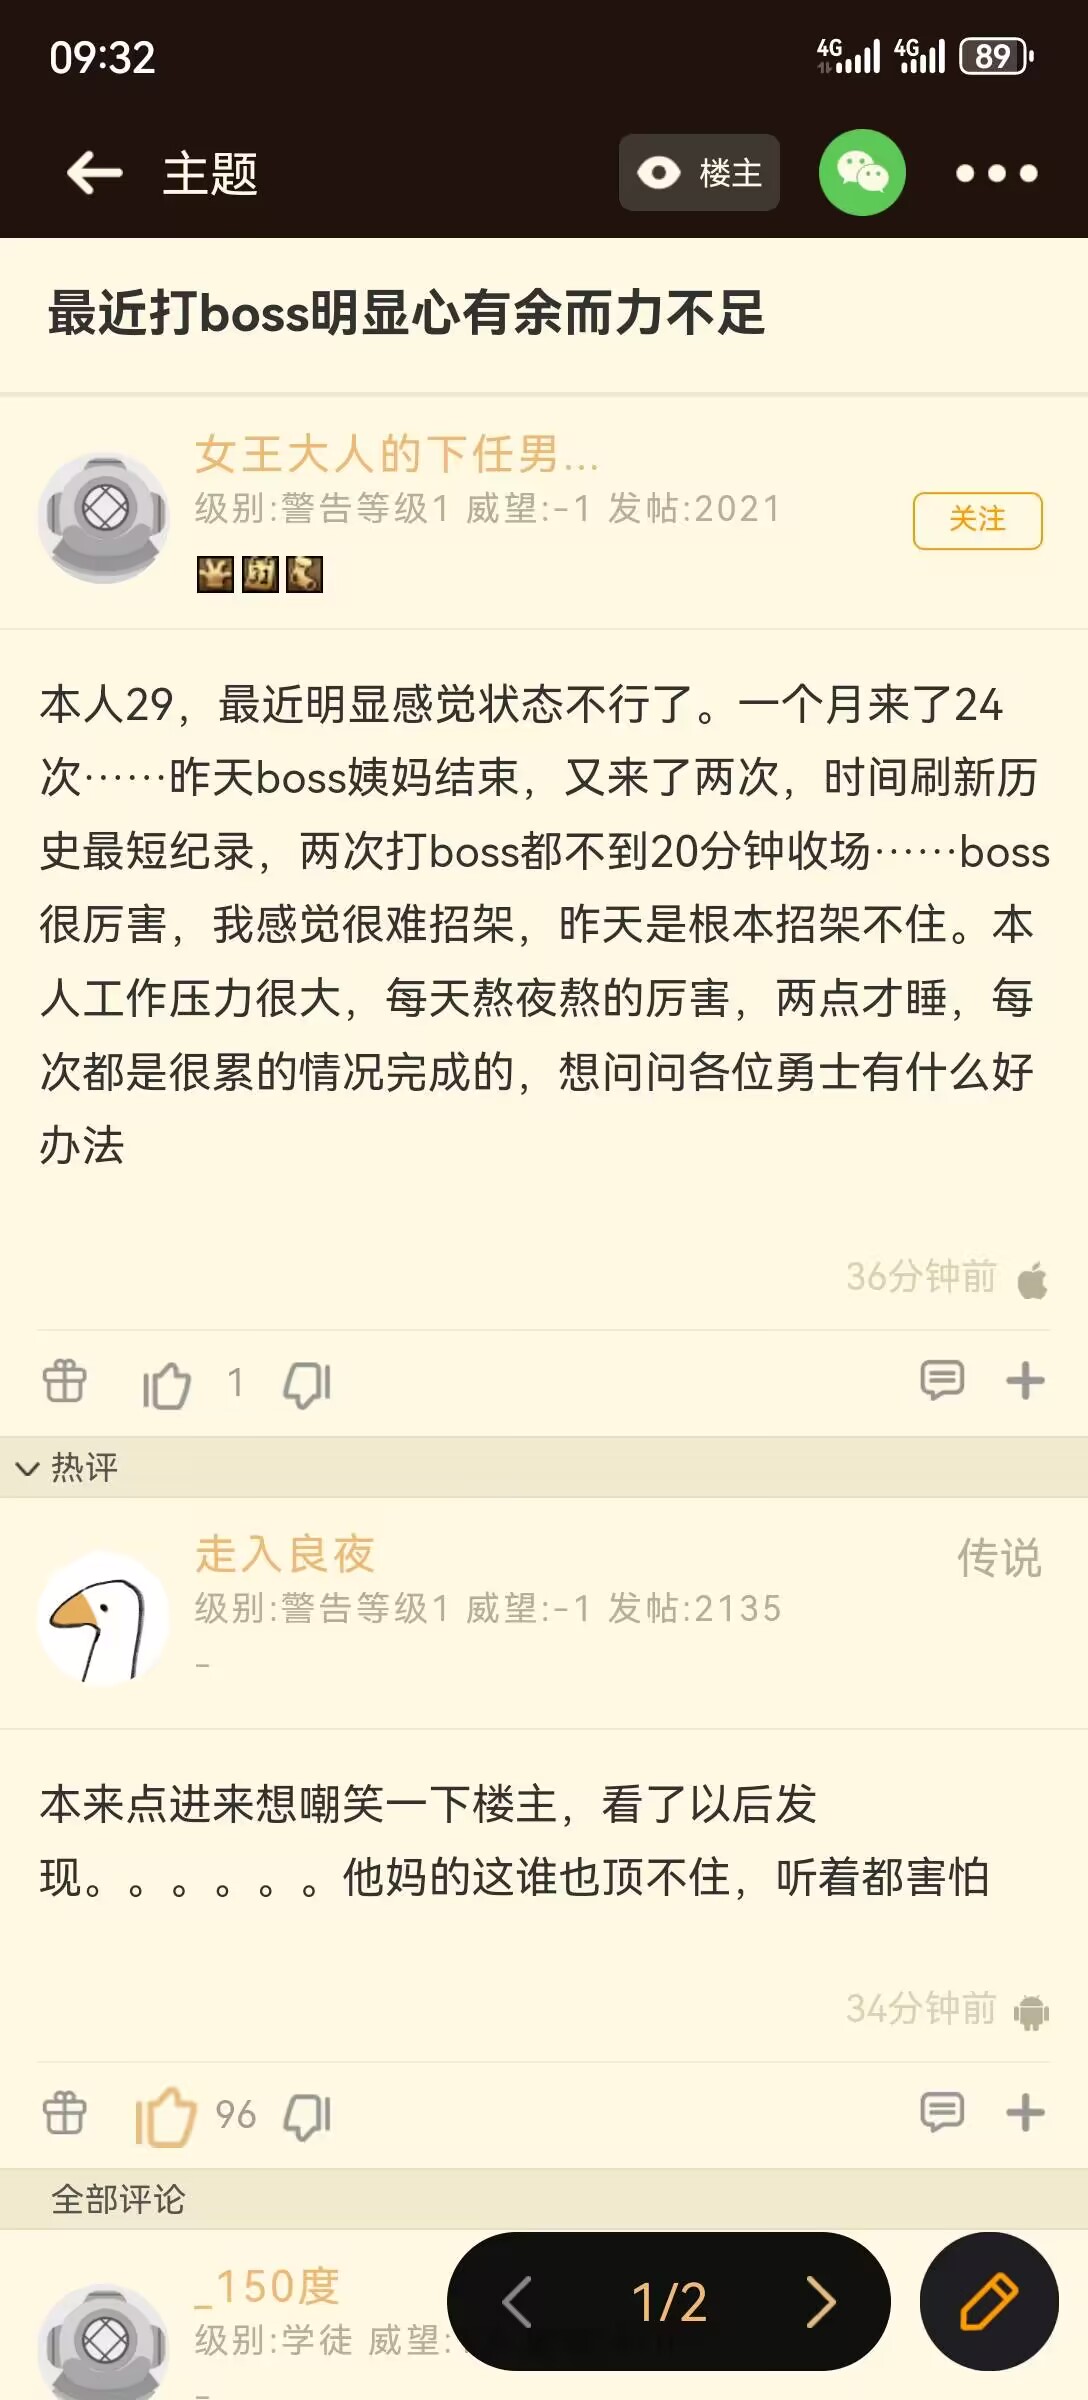 09:32
4G 4G 89
主题
楼主
最近打boss明显心有余而力不足
女王大人的下任男...
级别:警告等级1 威望:-1 发帖:2021
关注
本人29，最近明显感觉状态不行了。一个月来了24
次……昨天boss姨妈结束，又来了两次，时间刷新历
史最短纪录，两次打boss都不到20分钟收场……boss
很厉害，我感觉很难招架，昨天是根本招架不住。本
人工作压力很大，每天熬夜熬的厉害，两点才睡，每
次都是很累的情况完成的，想问问各位勇士有什么好
办法
36分钟前
1
热评
走入良夜
传说
级别:警告等级1 威望:-1 发帖:2135
-
本来点进来想嘲笑一下楼主，看了以后发
现。。。。。。他妈的这谁也顶不住，听着都害怕
34分钟前
96
全部评论
_150度
级别:学徒 威望:
1/2